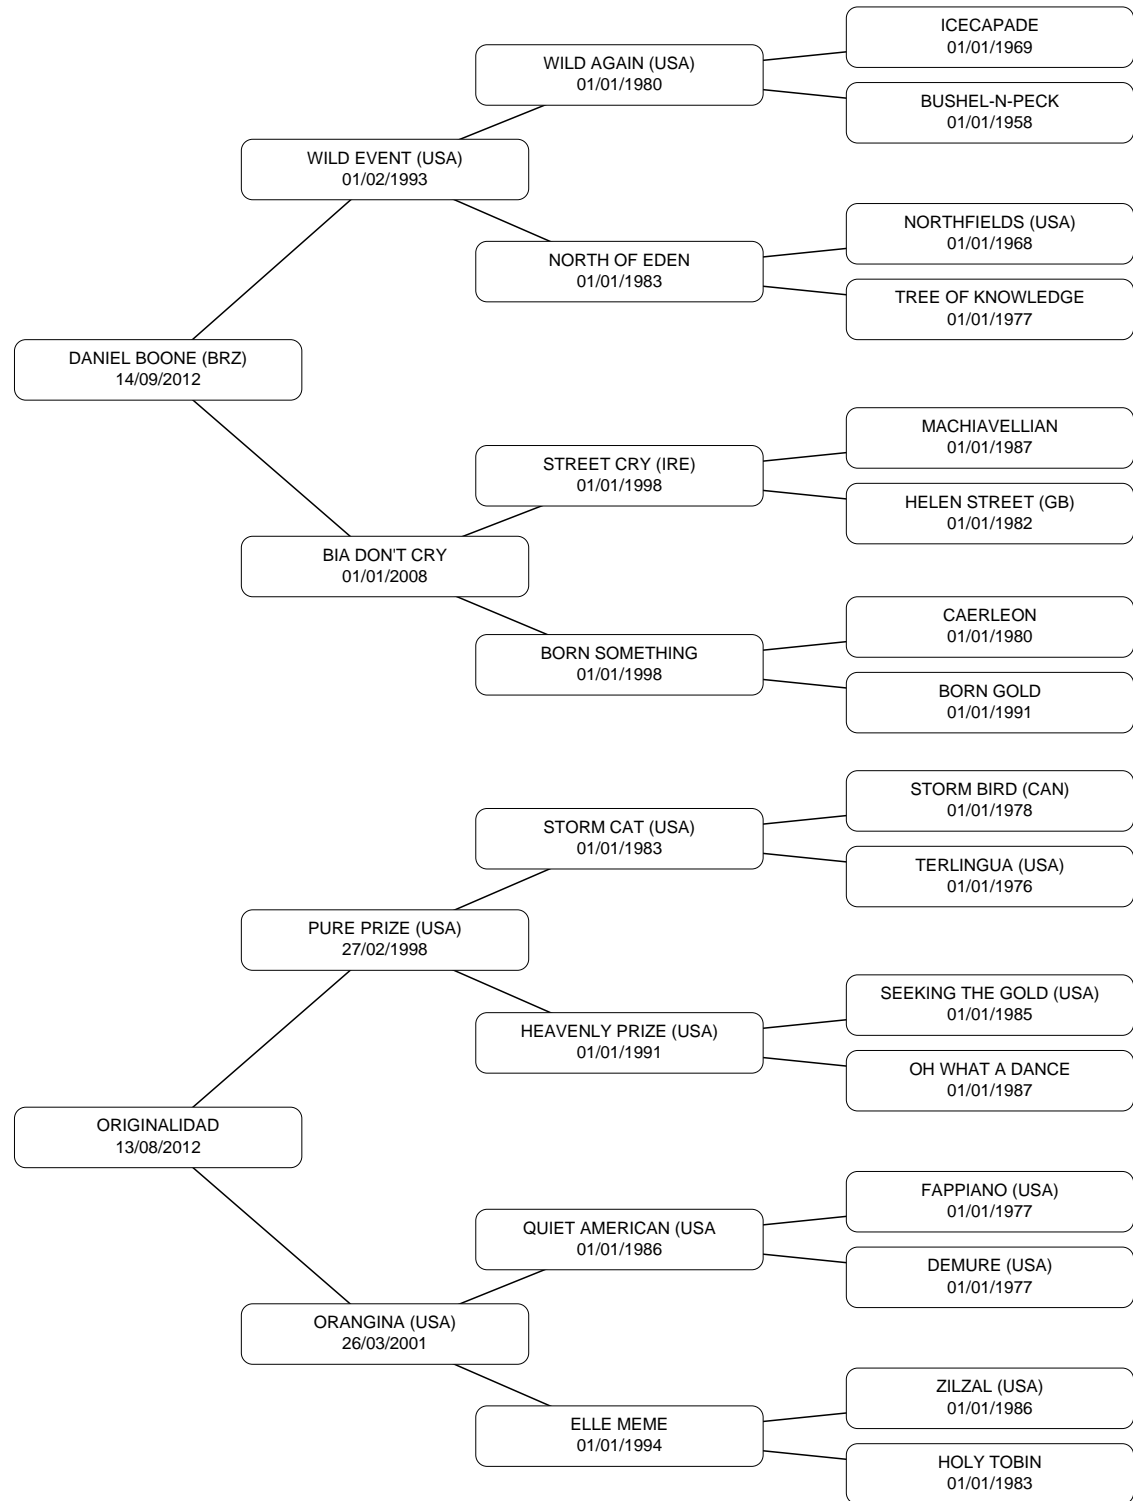 ICECAPADE
01/01/1969
WILD AGAIN (USA)
01/01/1980
BUSHEL-N-PECK
01/01/1958
WILD EVENT (USA)
01/02/1993
NORTHFIELDS (USA)
01/01/1968
NORTH OF EDEN
01/01/1983
TREE OF KNOWLEDGE
01/01/1977
DANIEL BOONE (BRZ)
14/09/2012
MACHIAVELLIAN
01/01/1987
STREET CRY (IRE)
01/01/1998
HELEN STREET (GB)
01/01/1982
BIA DON'T CRY
01/01/2008
CAERLEON
01/01/1980
BORN SOMETHING
01/01/1998
BORN GOLD
01/01/1991
STORM BIRD (CAN)
01/01/1978
STORM CAT (USA)
01/01/1983
TERLINGUA (USA)
01/01/1976
PURE PRIZE (USA)
27/02/1998
SEEKING THE GOLD (USA)
01/01/1985
HEAVENLY PRIZE (USA)
01/01/1991
OH WHAT A DANCE
01/01/1987
ORIGINALIDAD
13/08/2012
FAPPIANO (USA)
01/01/1977
QUIET AMERICAN (USA
01/01/1986
DEMURE (USA)
01/01/1977
ORANGINA (USA)
26/03/2001
ZILZAL (USA)
01/01/1986
ELLE MEME
01/01/1994
HOLY TOBIN
01/01/1983